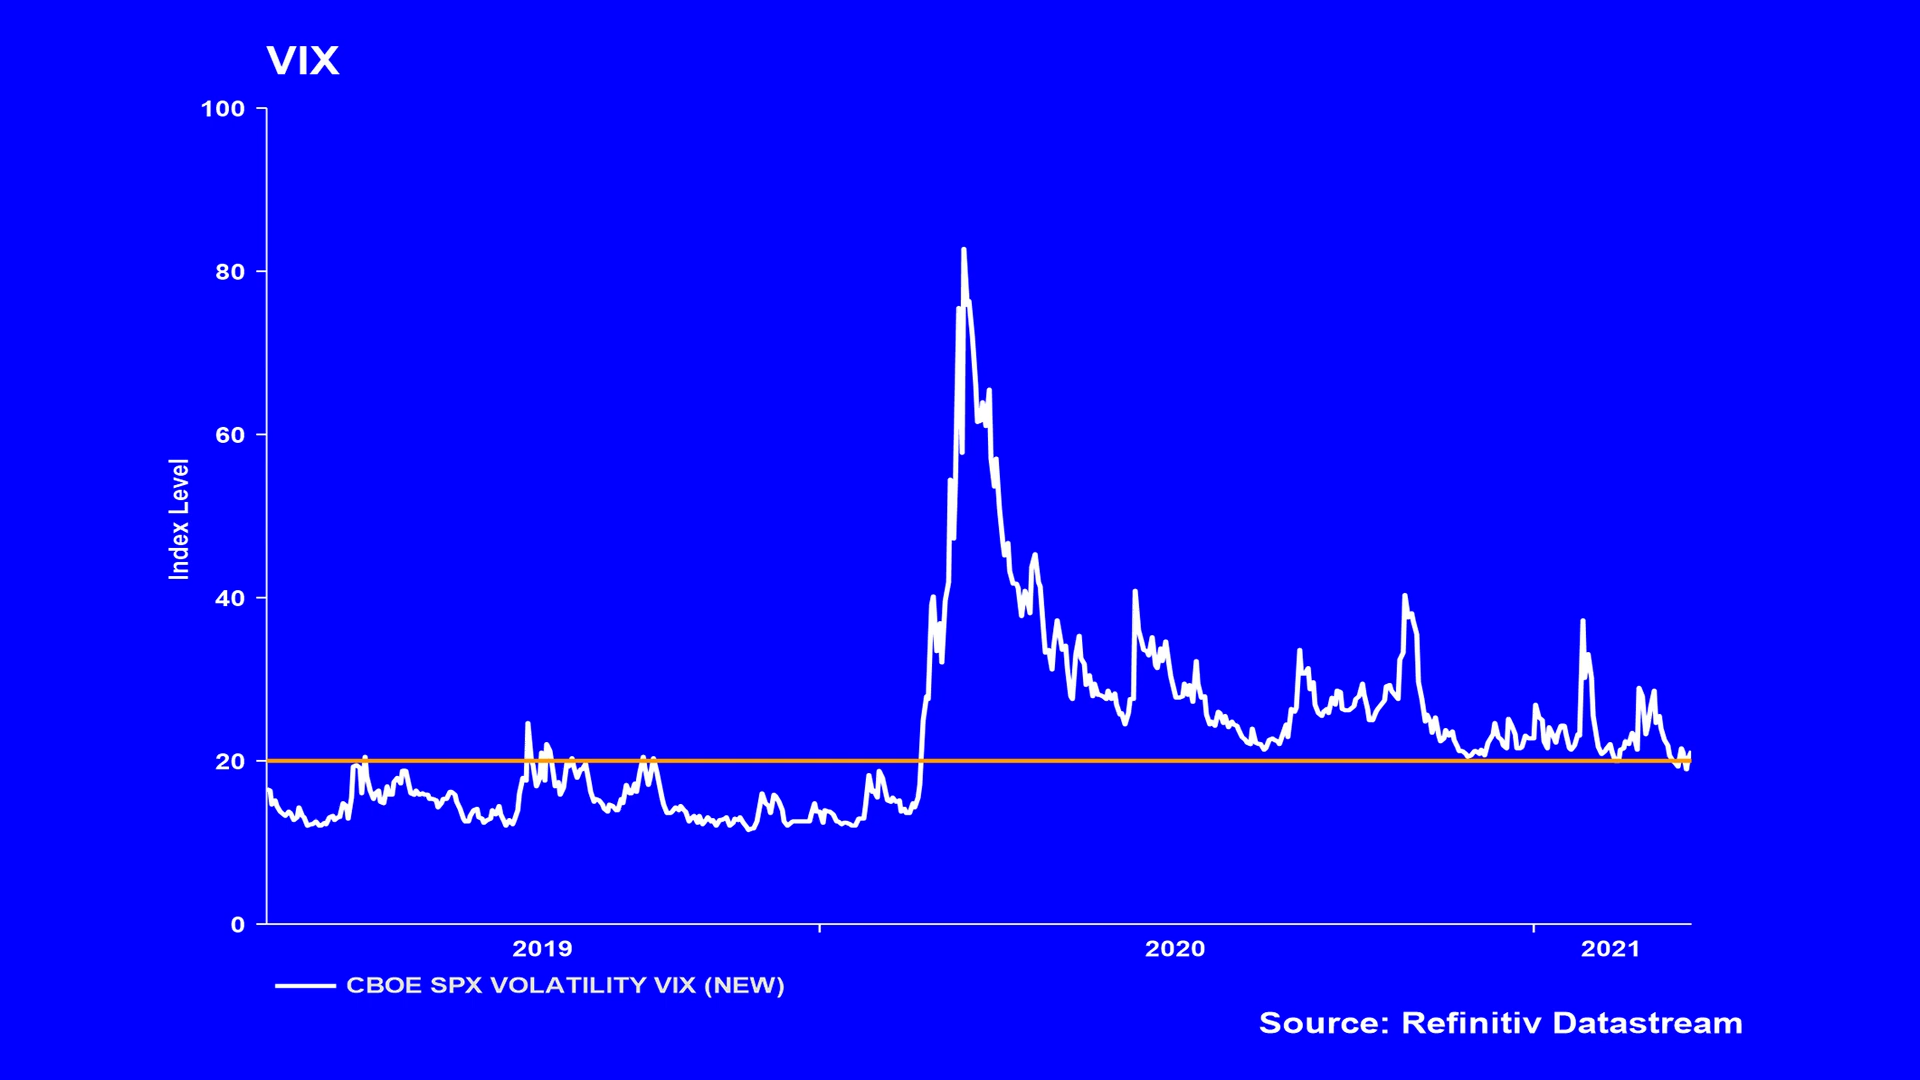 VIX
100
80
60
40
20
0
Index Level
2019 2020 2021
CBOE SPX VOLATILITY VIX (NEW)
Source: Refinitiv Datastream